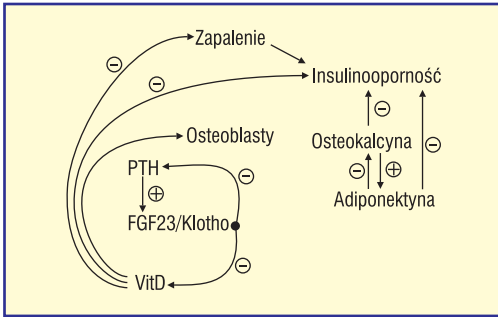 Zapalenie
⊖
⊖
Insulinooporność
⊖
Osteoblasty
Osteokalcyna
⊖
PTH
⊖
⊕
⊖
⊕
Adiponektyna
FGF23/Klotho
⊖
VitD